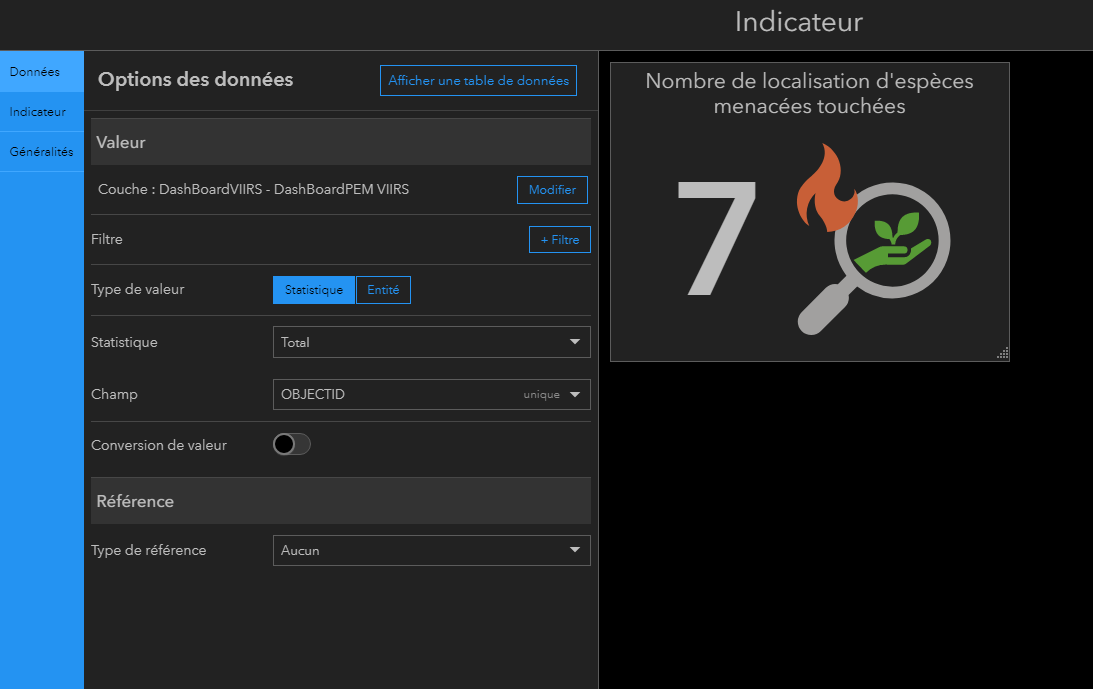 Indicateur
Données
Indicateur
Généralités
Options des données
Afficher une table de données
Valeur
Couche : DashBoardVIIRS - DashBoardPEM VIIRS
Modifier
Filtre
+ Filtre
Type de valeur
Statistique
Entité
Statistique
Total
Champ
OBJECTID
unique
Conversion de valeur
Référence
Type de référence
Aucun
Nombre de localisation d'espèces
menacées touchées
7